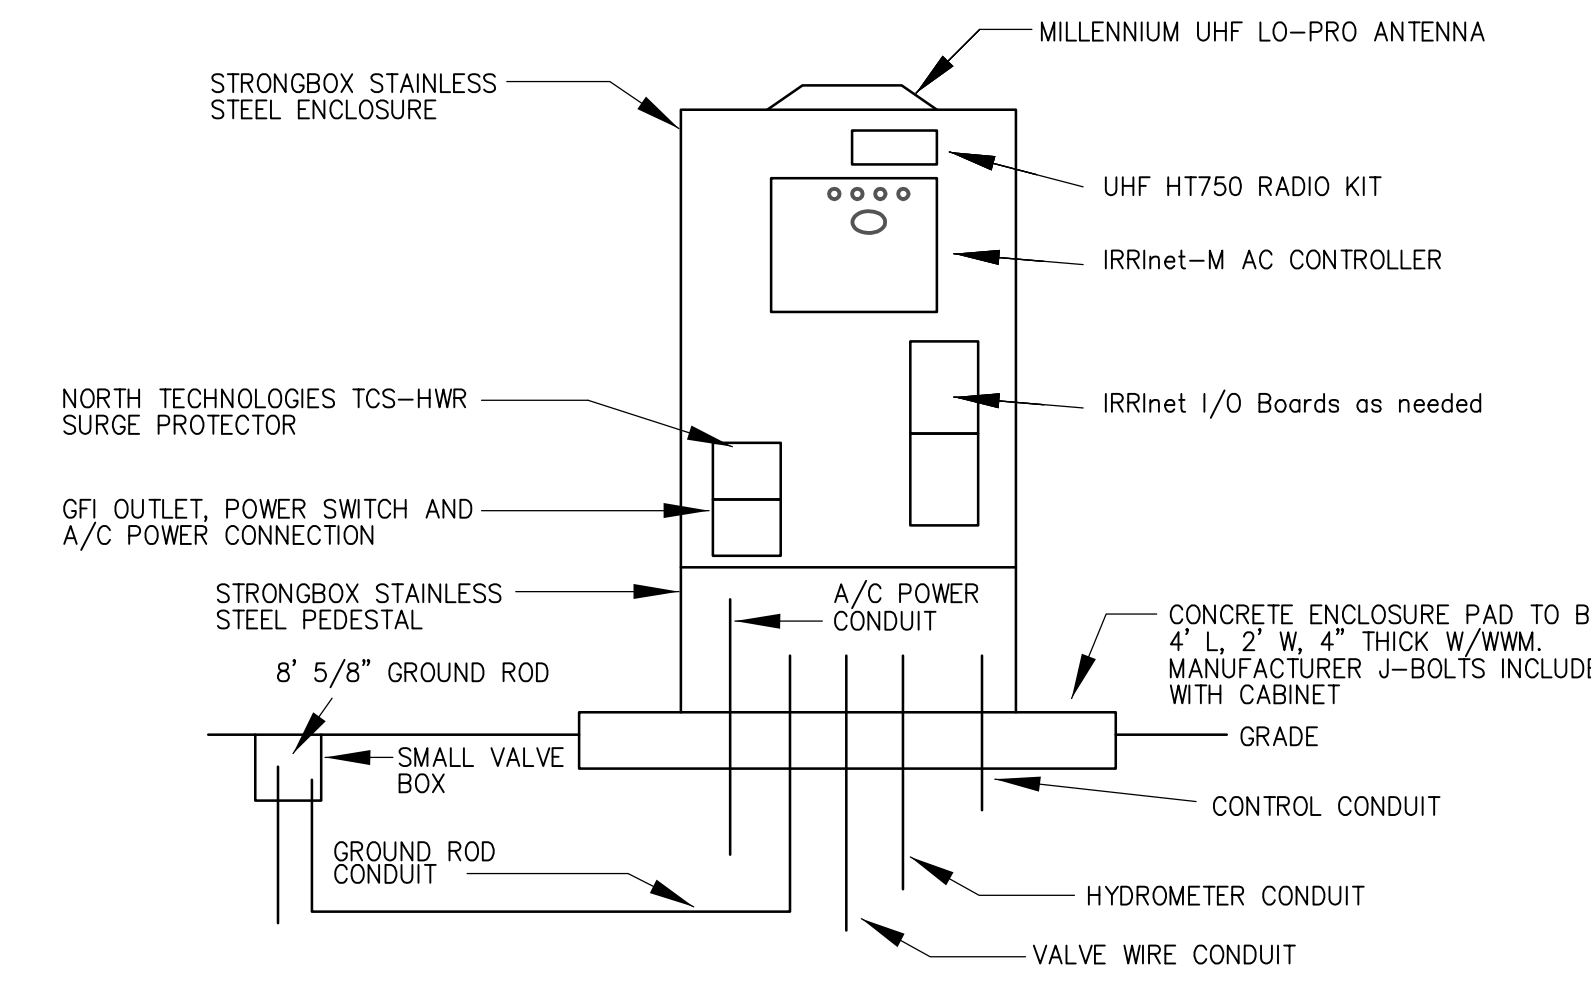 MILLENNIUM UHF LO-PRO ANTENNA
STRONGBOX STAINLESS
STEEL ENCLOSURE
UHF HT750 RADIO KIT
IRRInet-M AC CONTROLLER
NORTH TECHNOLOGIES TCS-HWR
SURGE PROTECTOR
IRRInet I/O Boards as needed
GFI OUTLET, POWER SWITCH AND
A/C POWER CONNECTION
STRONGBOX STAINLESS
STEEL PEDESTAL
A/C POWER
CONDUIT
CONCRETE ENCLOSURE PAD TO B
4' L, 2' W, 4" THICK W/WWM.
MANUFACTURER J-BOLTS INCLUDE
WITH CABINET
8' 5/8" GROUND ROD
GRADE
SMALL VALVE
BOX
CONTROL CONDUIT
GROUND ROD
CONDUIT
HYDROMETER CONDUIT
VALVE WIRE CONDUIT